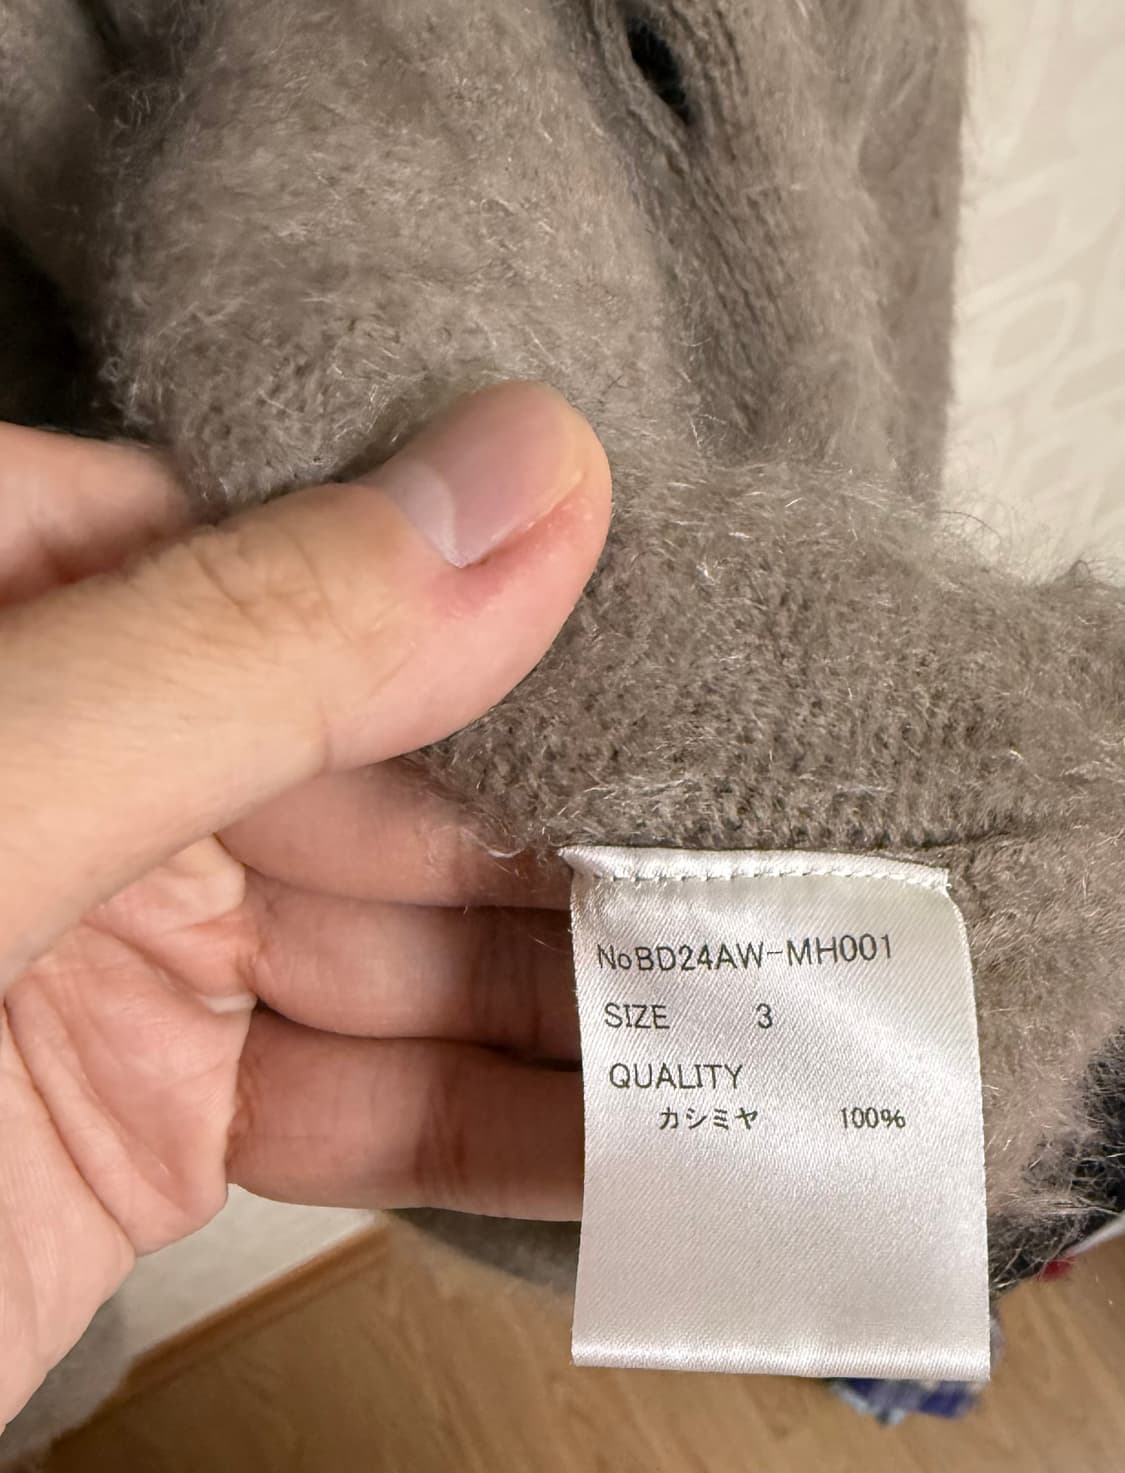 NoBD24AW-MH001
SIZE 3
QUALITY
カシミヤ 100%